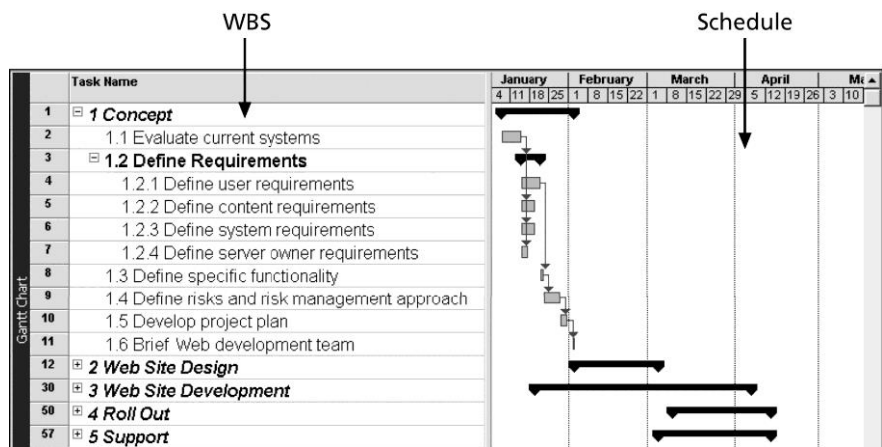 WBS
Schedule
Task Name
January February March April Ma
4 11 18 25 1 8 15 22 1 8 15 22 29 5 12 19 26 3 10
1 1 Concept
2 1.1 Evaluate current systems
3 1.2 Define Requirements
4 1.2.1 Define user requirements
5 1.2.2 Define content requirements
6 1.2.3 Define system requirements
7 1.2.4 Define server owner requirements
8 1.3 Define specific functionality
9 1.4 Define risks and risk management approach
10 1.5 Develop project plan
11 1.6 Brief Web development team
12 2 Web Site Design
30 3 Web Site Development
50 4 Roll Out
57 5 Support
Gantt Chart